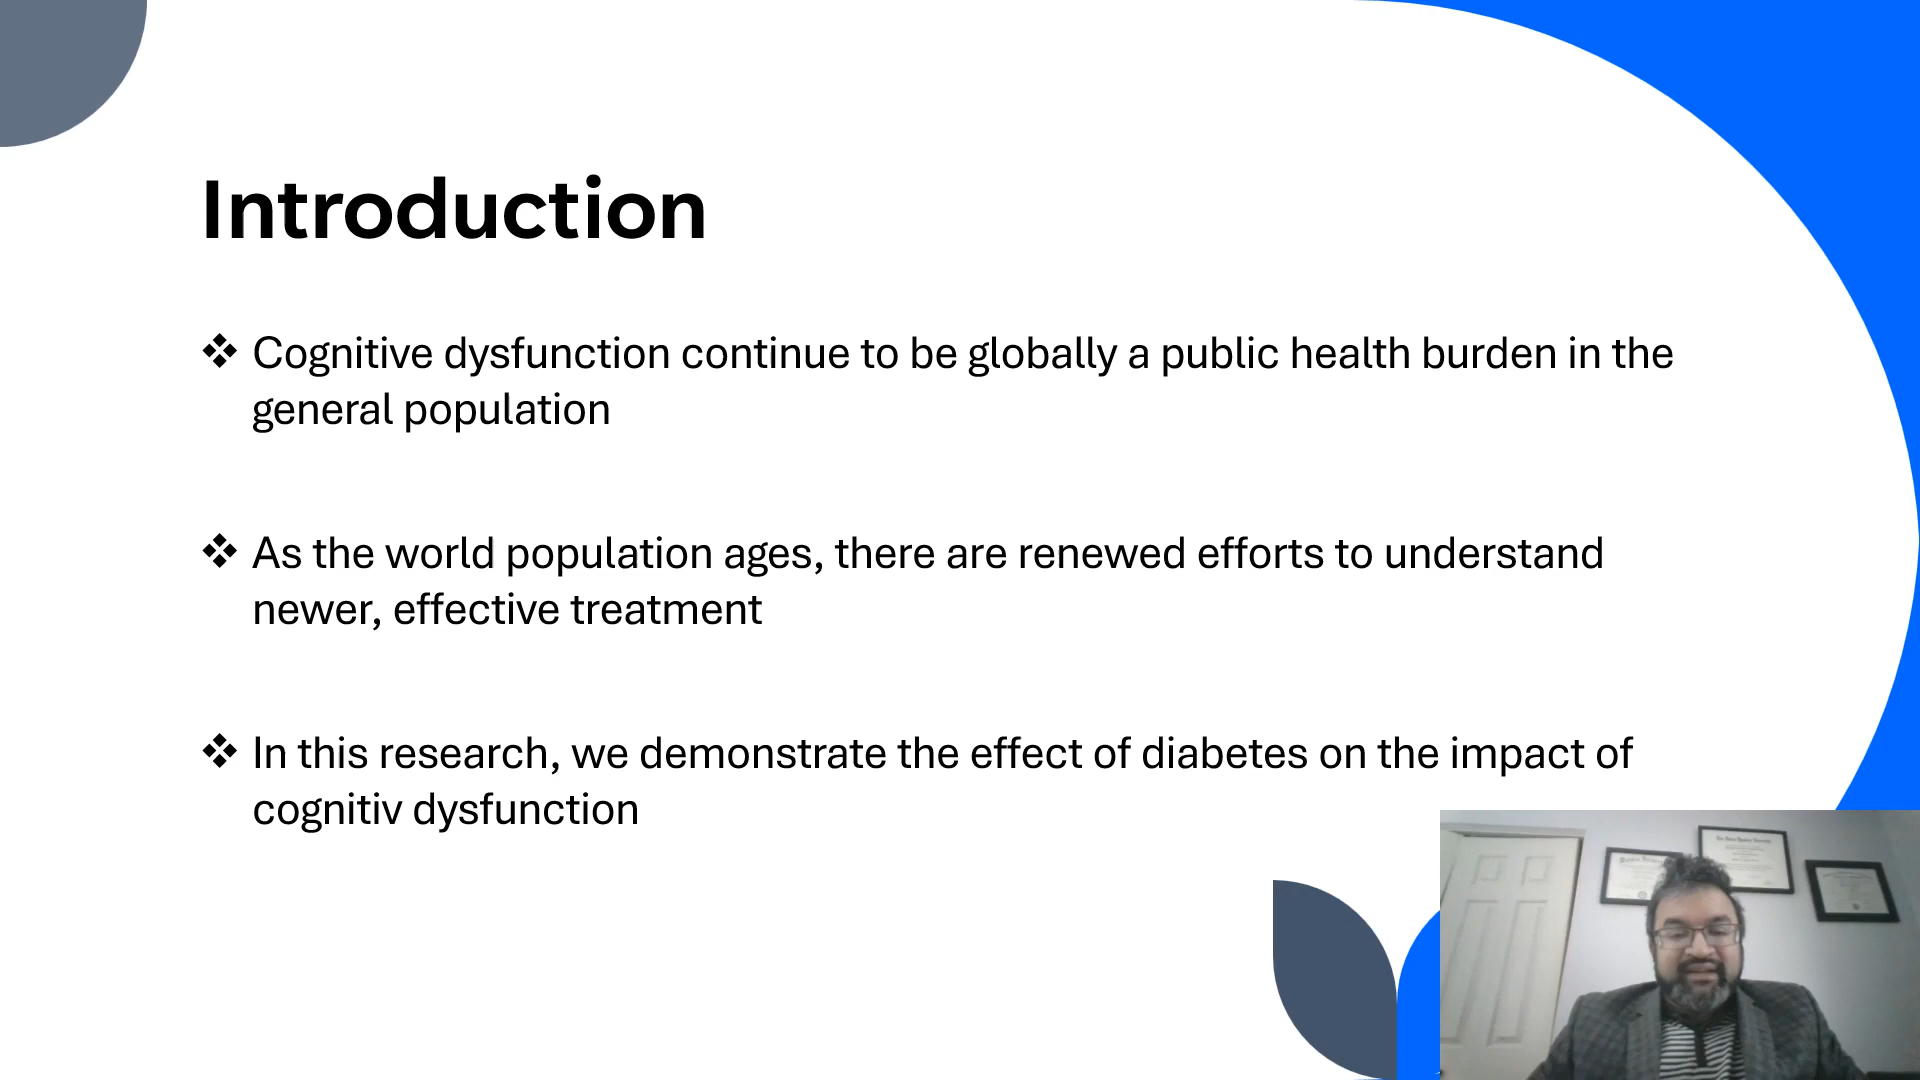 Introduction
❖ Cognitive dysfunction continue to be globally a public health burden in the
general population
❖ As the world population ages, there are renewed efforts to understand
newer, effective treatment
❖ In this research, we demonstrate the effect of diabetes on the impact of
cognitiv dysfunction